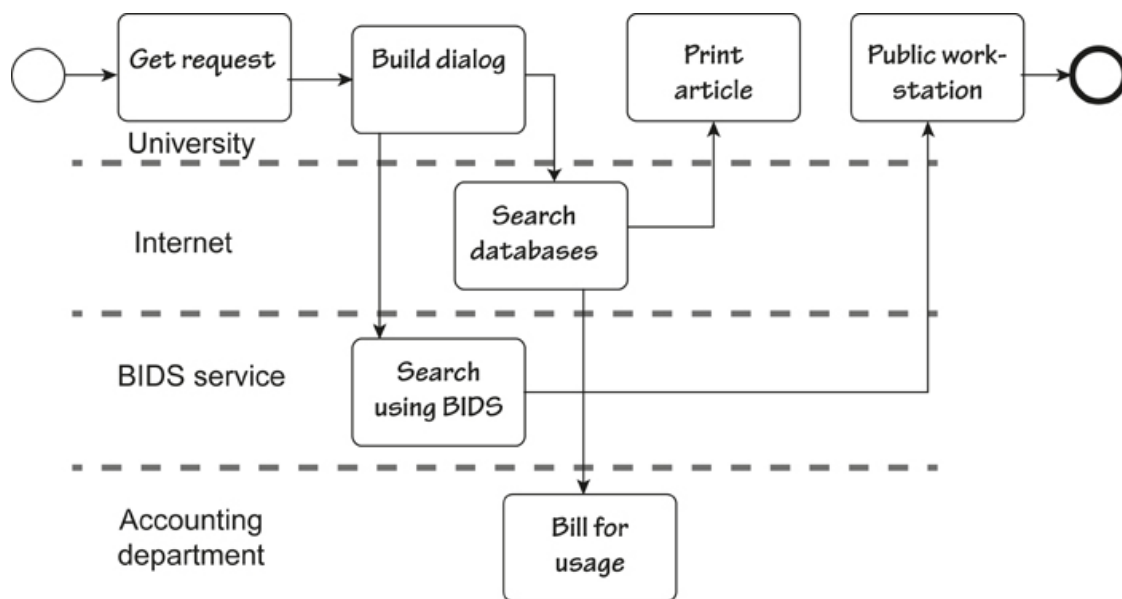 Get request
Build dialog
Print
article
Public work-
station
University
Search
databases
Internet
BIDS service
Search
using BIDS
Accounting
department
Bill for
usage